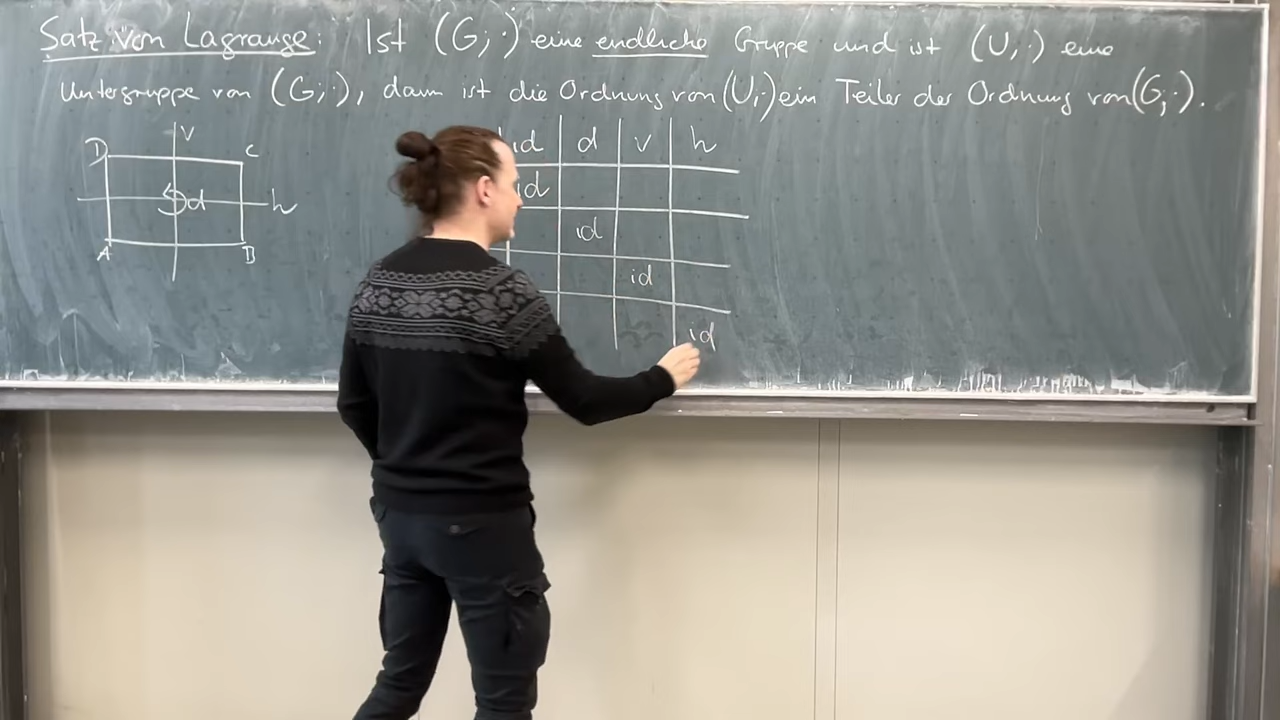 Satz von Lagrange: Ist (G; ·) eine endliche Gruppe und ist (U, ·) eine
Untergruppe von (G; ·), dann ist die Ordnung von (U, ·) ein Teiler der Ordnung von (G, ·).
v
D C
d
h
A B
id d v h
id
id
id
id